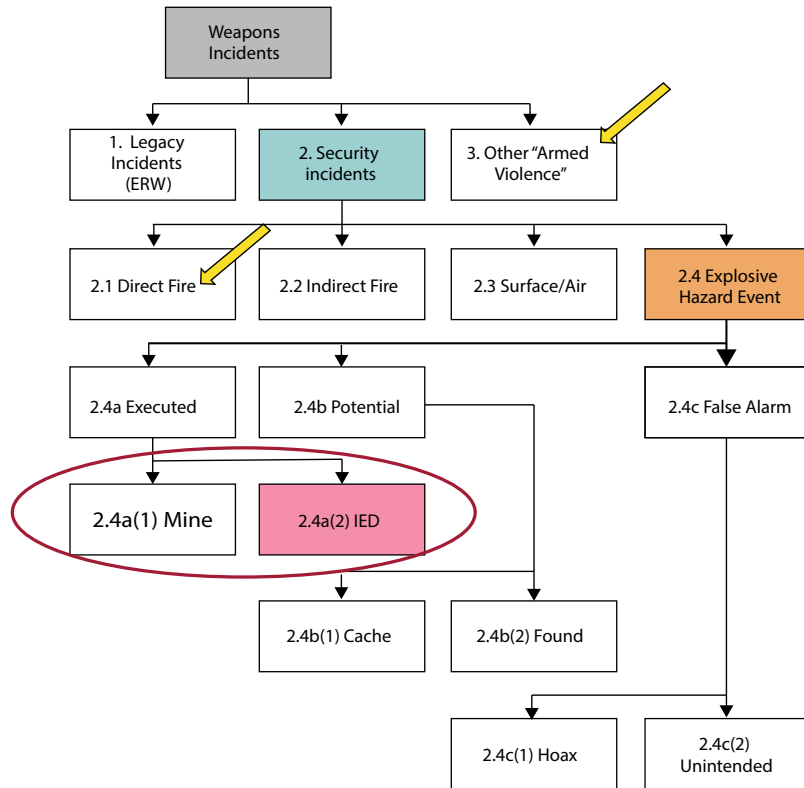 Weapons
Incidents
1. Legacy
Incidents
(ERW)
2. Security
incidents
3. Other “Armed
Violence”
2.1 Direct Fire
2.2 Indirect Fire
2.3 Surface/Air
2.4 Explosive
Hazard Event
2.4a Executed
2.4b Potential
2.4c False Alarm
2.4a(1) Mine
2.4a(2) IED
2.4b(1) Cache
2.4b(2) Found
2.4c(1) Hoax
2.4c(2)
Unintended